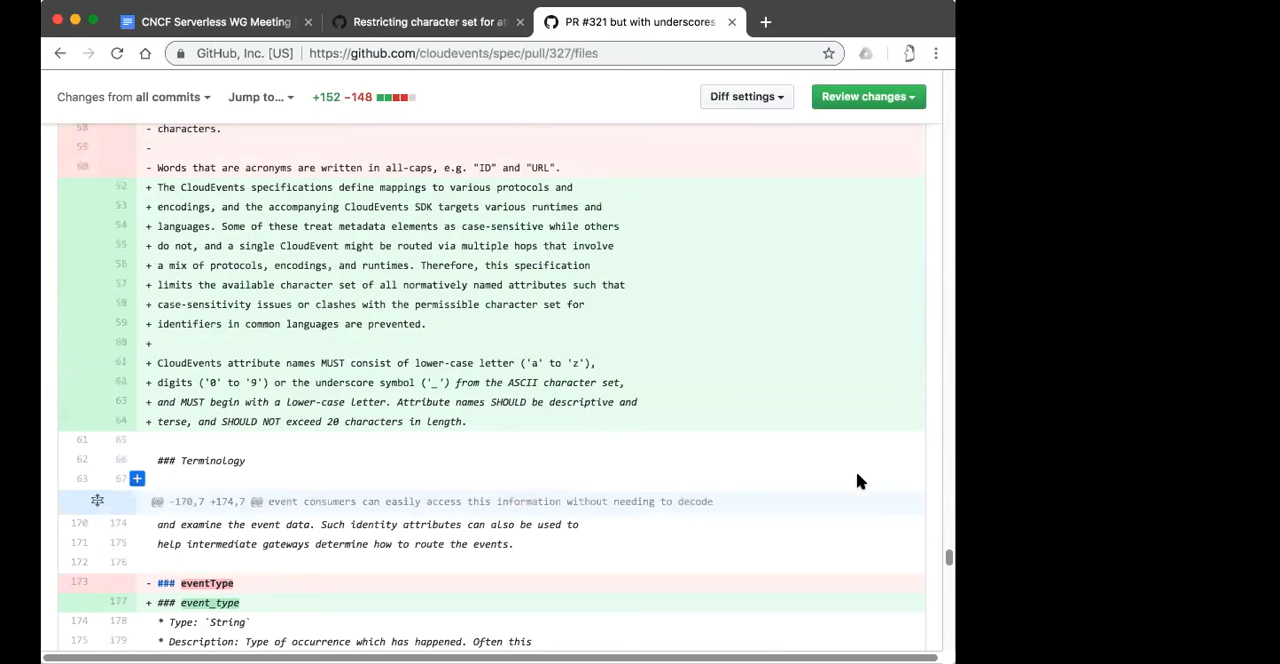 CNCF Serverless WG Meeting
Restricting character set for at
PR #321 but with underscores
GitHub, Inc. [US] https://github.com/cloudevents/spec/pull/327/files
Changes from all commits Jump to... +152 −148 Diff settings Review changes
58 characters.
59 -
60 - Words that are acronyms are written in all-caps, e.g. "ID" and "URL".
52 + The CloudEvents specifications define mappings to various protocols and
53 + encodings, and the accompanying CloudEvents SDK targets various runtimes and
54 + languages. Some of these treat metadata elements as case-sensitive while others
55 + do not, and a single CloudEvent might be routed via multiple hops that involve
56 + a mix of protocols, encodings, and runtimes. Therefore, this specification
57 + limits the available character set of all normatively named attributes such that
58 + case-sensitivity issues or clashes with the permissible character set for
59 + identifiers in common languages are prevented.
60 +
61 + CloudEvents attribute names MUST consist of lower-case letter ('a' to 'z'),
62 + digits ('0' to '9') or the underscore symbol ('_') from the ASCII character set,
63 + and MUST begin with a lower-case letter. Attribute names SHOULD be descriptive and
64 + terse, and SHOULD NOT exceed 20 characters in length.
61 65
62 66 ### Terminology
63 67
@@ -170,7 +174,7 @@ event consumers can easily access this information without needing to decode
170 174 and examine the event data. Such identity attributes can also be used to
171 175 help intermediate gateways determine how to route the events.
172 176
173 - ### eventType
177 + ### event_type
174 178 * Type: `String`
175 179 * Description: Type of occurrence which has happened. Often this